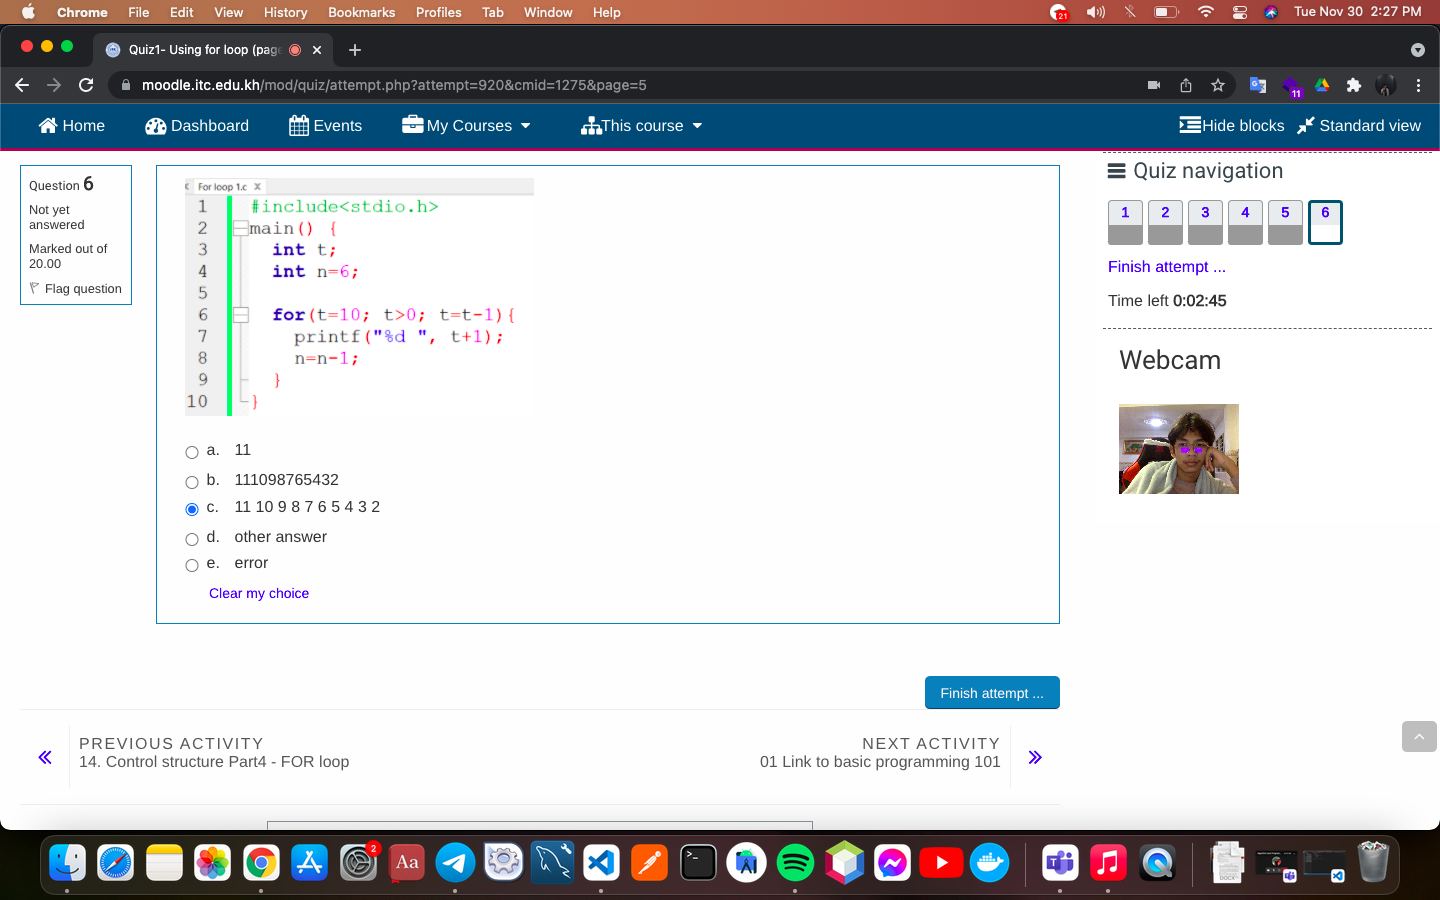 Chrome File Edit View History Bookmarks Profiles Tab Window Help 21 Tue Nov 30 2:27 PM
Quiz1- Using for loop (page
moodle.itc.edu.kh/mod/quiz/attempt.php?attempt=920&cmid=1275&page=5 11
Home Dashboard Events My Courses This course Hide blocks Standard view
Question 6
Not yet
answered
Marked out of
20.00
Flag question
For loop 1.c
1 #include<stdio.h>
2 main() {
3 int t;
4 int n=6;
5
6 for(t=10; t>0; t=t-1){
7 printf("%d ", t+1);
8 n=n-1;
9 }
10 }
a. 11
b. 111098765432
c. 11 10 9 8 7 6 5 4 3 2
d. other answer
e. error
Clear my choice
Quiz navigation
1 2 3 4 5 6
Finish attempt ...
Time left 0:02:45
Webcam
Finish attempt ...
PREVIOUS ACTIVITY
14. Control structure Part4 - FOR loop
NEXT ACTIVITY
01 Link to basic programming 101
2
Aa
DOCX